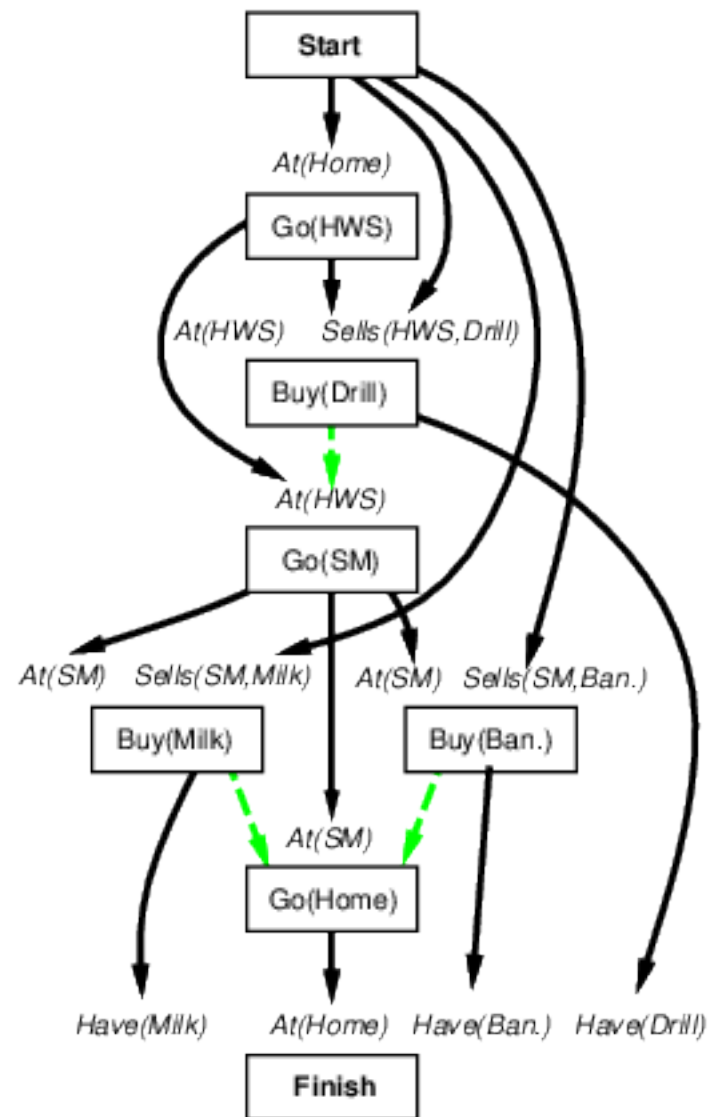 Start
At(Home)
Go(HWS)
At(HWS) Sells(HWS,Drill)
Buy(Drill)
At(HWS)
Go(SM)
At(SM) Sells(SM,Milk) At(SM) Sells(SM,Ban.)
Buy(Milk) Buy(Ban.)
At(SM)
Go(Home)
Have(Milk) At(Home) Have(Ban.) Have(Drill)
Finish